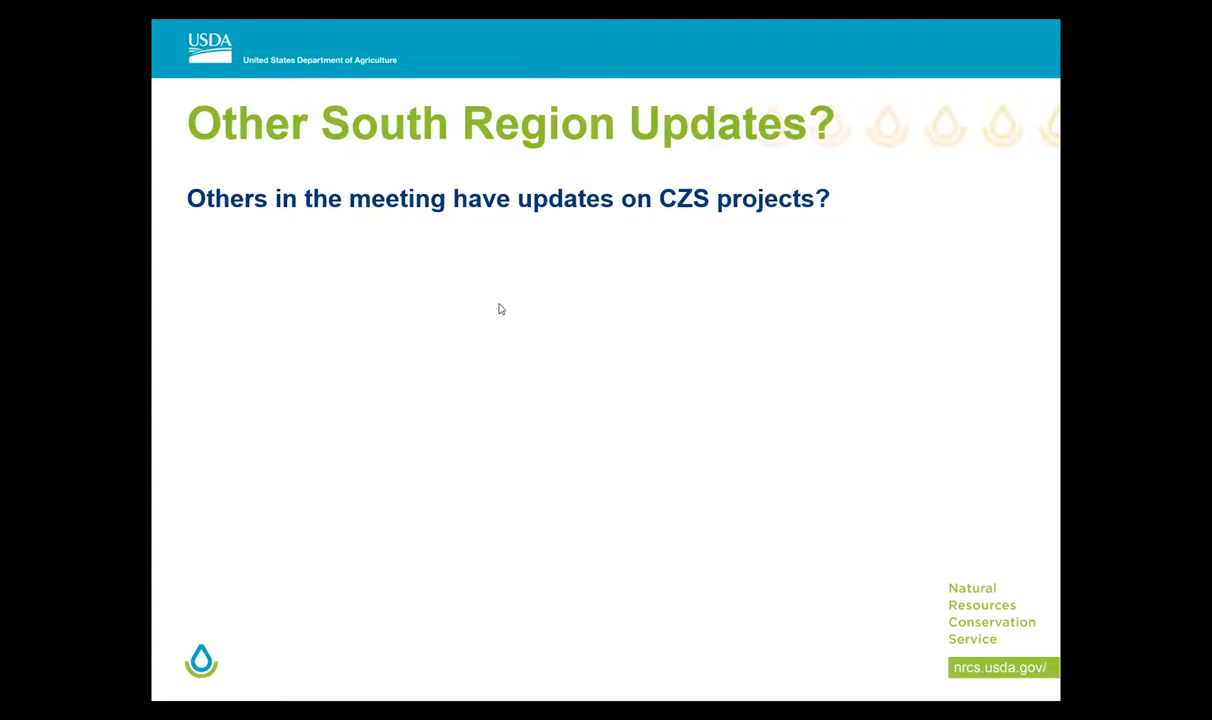 USDA
United States Department of Agriculture
Other South Region Updates?
Others in the meeting have updates on CZS projects?
Natural
Resources
Conservation
Service
nrcs.usda.gov/